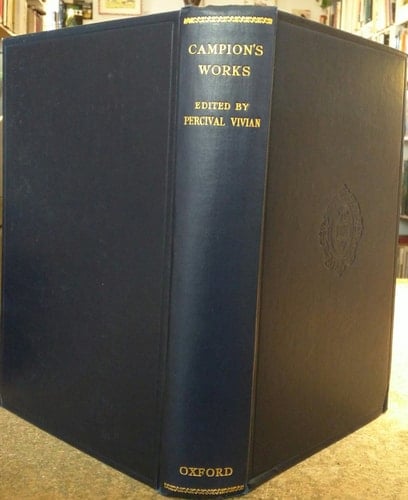 CAMPION'S
WORKS
EDITED BY
PERCIVAL VIVIAN
OXFORD